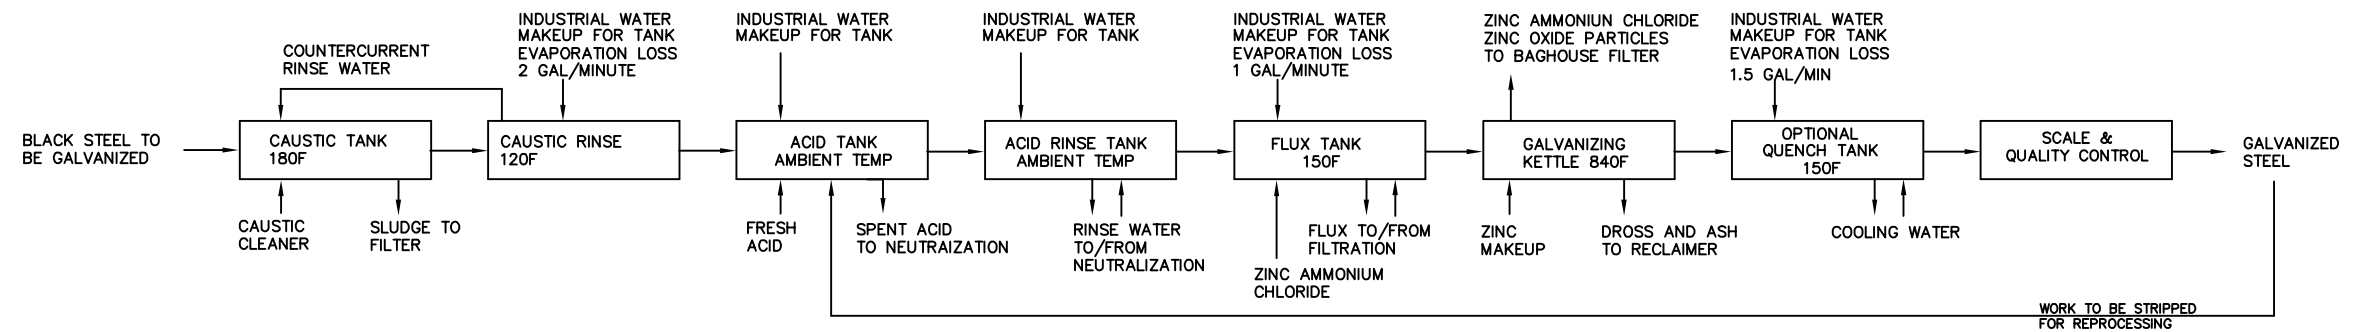 COUNTERCURRENT
RINSE WATER
INDUSTRIAL WATER
MAKEUP FOR TANK
EVAPORATION LOSS
2 GAL/MINUTE
INDUSTRIAL WATER
MAKEUP FOR TANK
INDUSTRIAL WATER
MAKEUP FOR TANK
INDUSTRIAL WATER
MAKEUP FOR TANK
EVAPORATION LOSS
1 GAL/MINUTE
ZINC AMMONIUN CHLORIDE
ZINC OXIDE PARTICLES
TO BAGHOUSE FILTER
INDUSTRIAL WATER
MAKEUP FOR TANK
EVAPORATION LOSS
1.5 GAL/MIN
BLACK STEEL TO
BE GALVANIZED
CAUSTIC TANK
180F
CAUSTIC RINSE
120F
ACID TANK
AMBIENT TEMP
ACID RINSE TANK
AMBIENT TEMP
FLUX TANK
150F
GALVANIZING
KETTLE 840F
OPTIONAL
QUENCH TANK
150F
SCALE &
QUALITY CONTROL
GALVANIZED
STEEL
CAUSTIC
CLEANER
SLUDGE TO
FILTER
FRESH
ACID
SPENT ACID
TO NEUTRAIZATION
RINSE WATER
TO/FROM
NEUTRALIZATION
ZINC AMMONIUM
CHLORIDE
FLUX TO/FROM
FILTRATION
ZINC
MAKEUP
DROSS AND ASH
TO RECLAIMER
COOLING WATER
WORK TO BE STRIPPED
FOR REPROCESSING